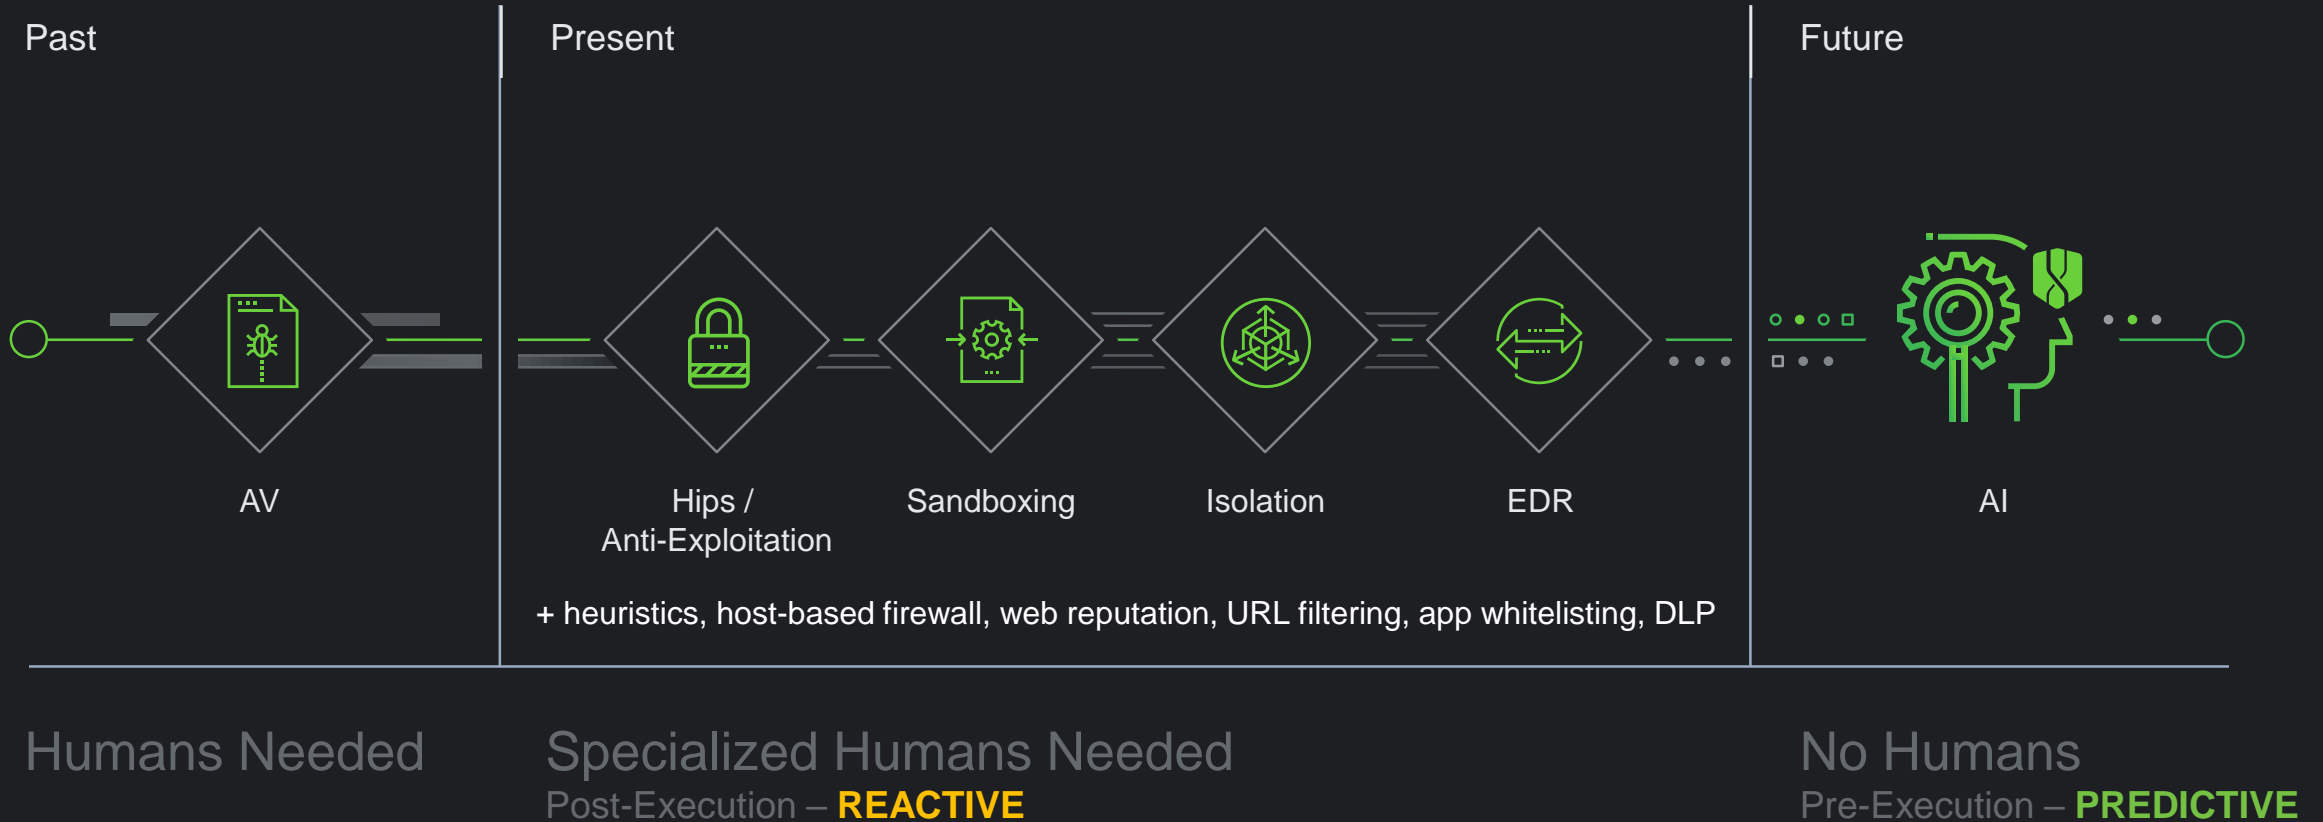 Past
Present
Future
AV
Hips /
Anti-Exploitation
Sandboxing
Isolation
EDR
AI
+ heuristics, host-based firewall, web reputation, URL filtering, app whitelisting, DLP
Humans Needed
Specialized Humans Needed
Post-Execution – REACTIVE
No Humans
Pre-Execution – PREDICTIVE